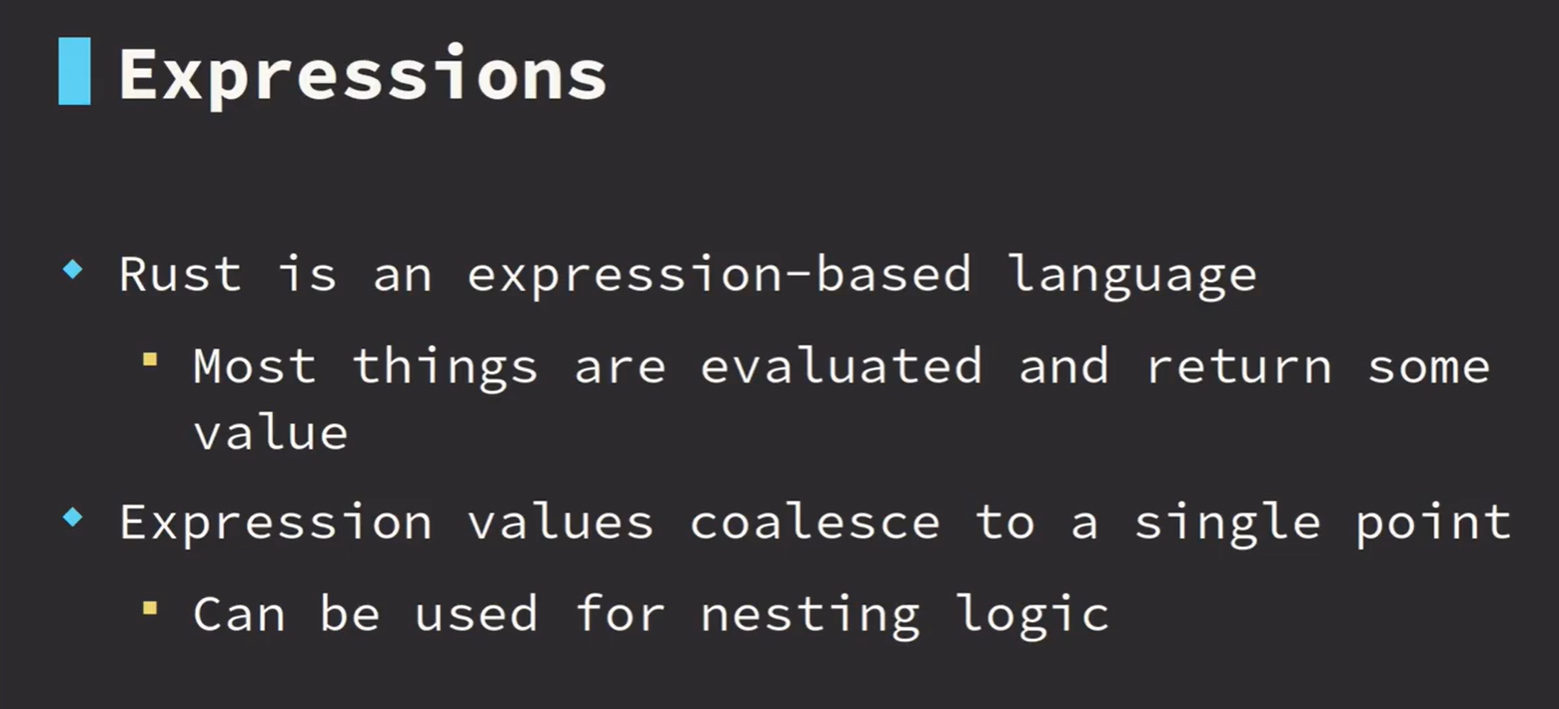 Expressions
Rust is an expression-based language
Most things are evaluated and return some
value
Expression values coalesce to a single point
Can be used for nesting logic